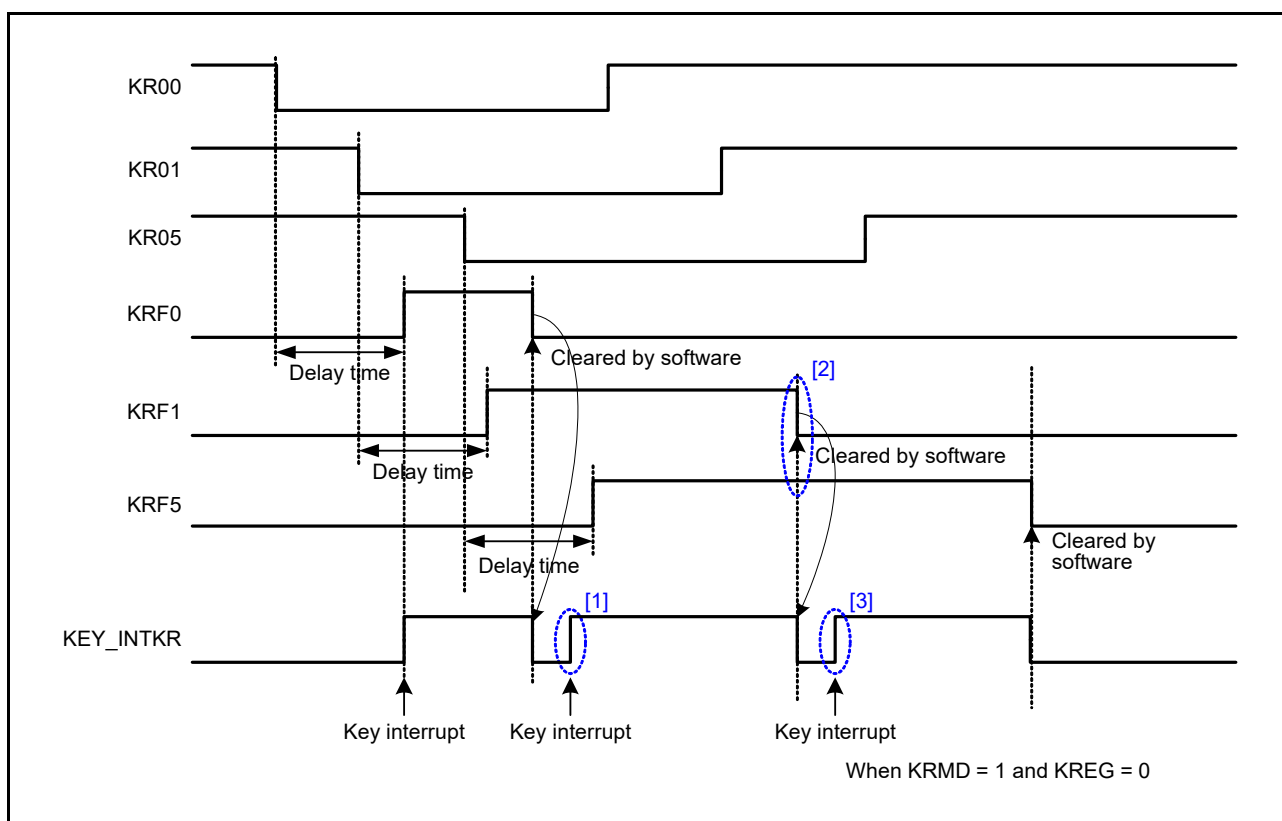 KR00
KR01
KR05
KRF0
Cleared by software
Delay time
[2]
KRF1
Cleared by software
Delay time
KRF5
Cleared by
software
Delay time
[1]
[3]
KEY_INTKR
Key interrupt
Key interrupt
Key interrupt
When KRMD = 1 and KREG = 0